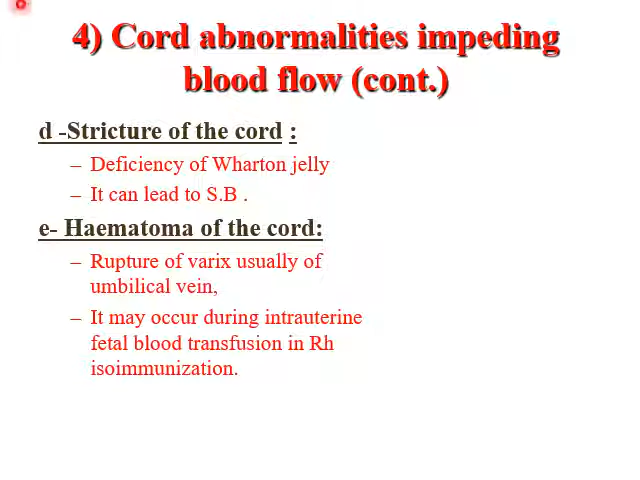 4) Cord abnormalities impeding
blood flow (cont.)
d -Stricture of the cord :
– Deficiency of Wharton jelly
– It can lead to S.B .
e- Haematoma of the cord:
– Rupture of varix usually of
umbilical vein,
– It may occur during intrauterine
fetal blood transfusion in Rh
isoimmunization.